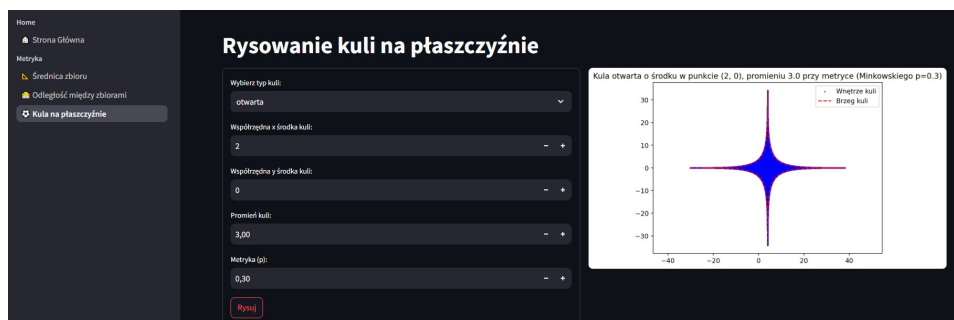 Home
Strona Główna
Metryka
Średnica zbioru
Odległość między zbiorami
Kula na płaszczyźnie
Rysowanie kuli na płaszczyźnie
Wybierz typ kuli:
otwarta
Współrzędna x środka kuli:
2
- +
Współrzędna y środka kuli:
0
- +
Promień kuli:
3,00
- +
Metryka (p):
0,30
- +
Rysuj
Kula otwarta o środku w punkcie (2, 0), promieniu 3.0 przy metryce (Minkowskiego p=0.3)
Wnętrze kuli
Brzeg kuli
30
20
10
0
−10
−20
−30
−40 −20 0 20 40